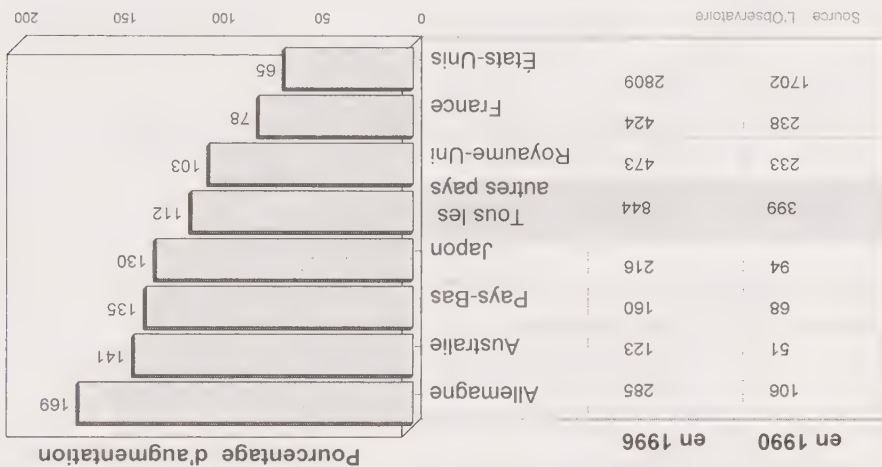 Pourcentage d'augmentation
en 1990 en 1996
106 285 Allemagne 169
51 123 Australie 141
68 160 Pays-Bas 135
94 216 Japon 130
399 844 Tous les autres pays 112
233 473 Royaume-Uni 103
238 424 France 78
1702 2809 États-Unis 65
Source L'Observatoire
0 50 100 150 200